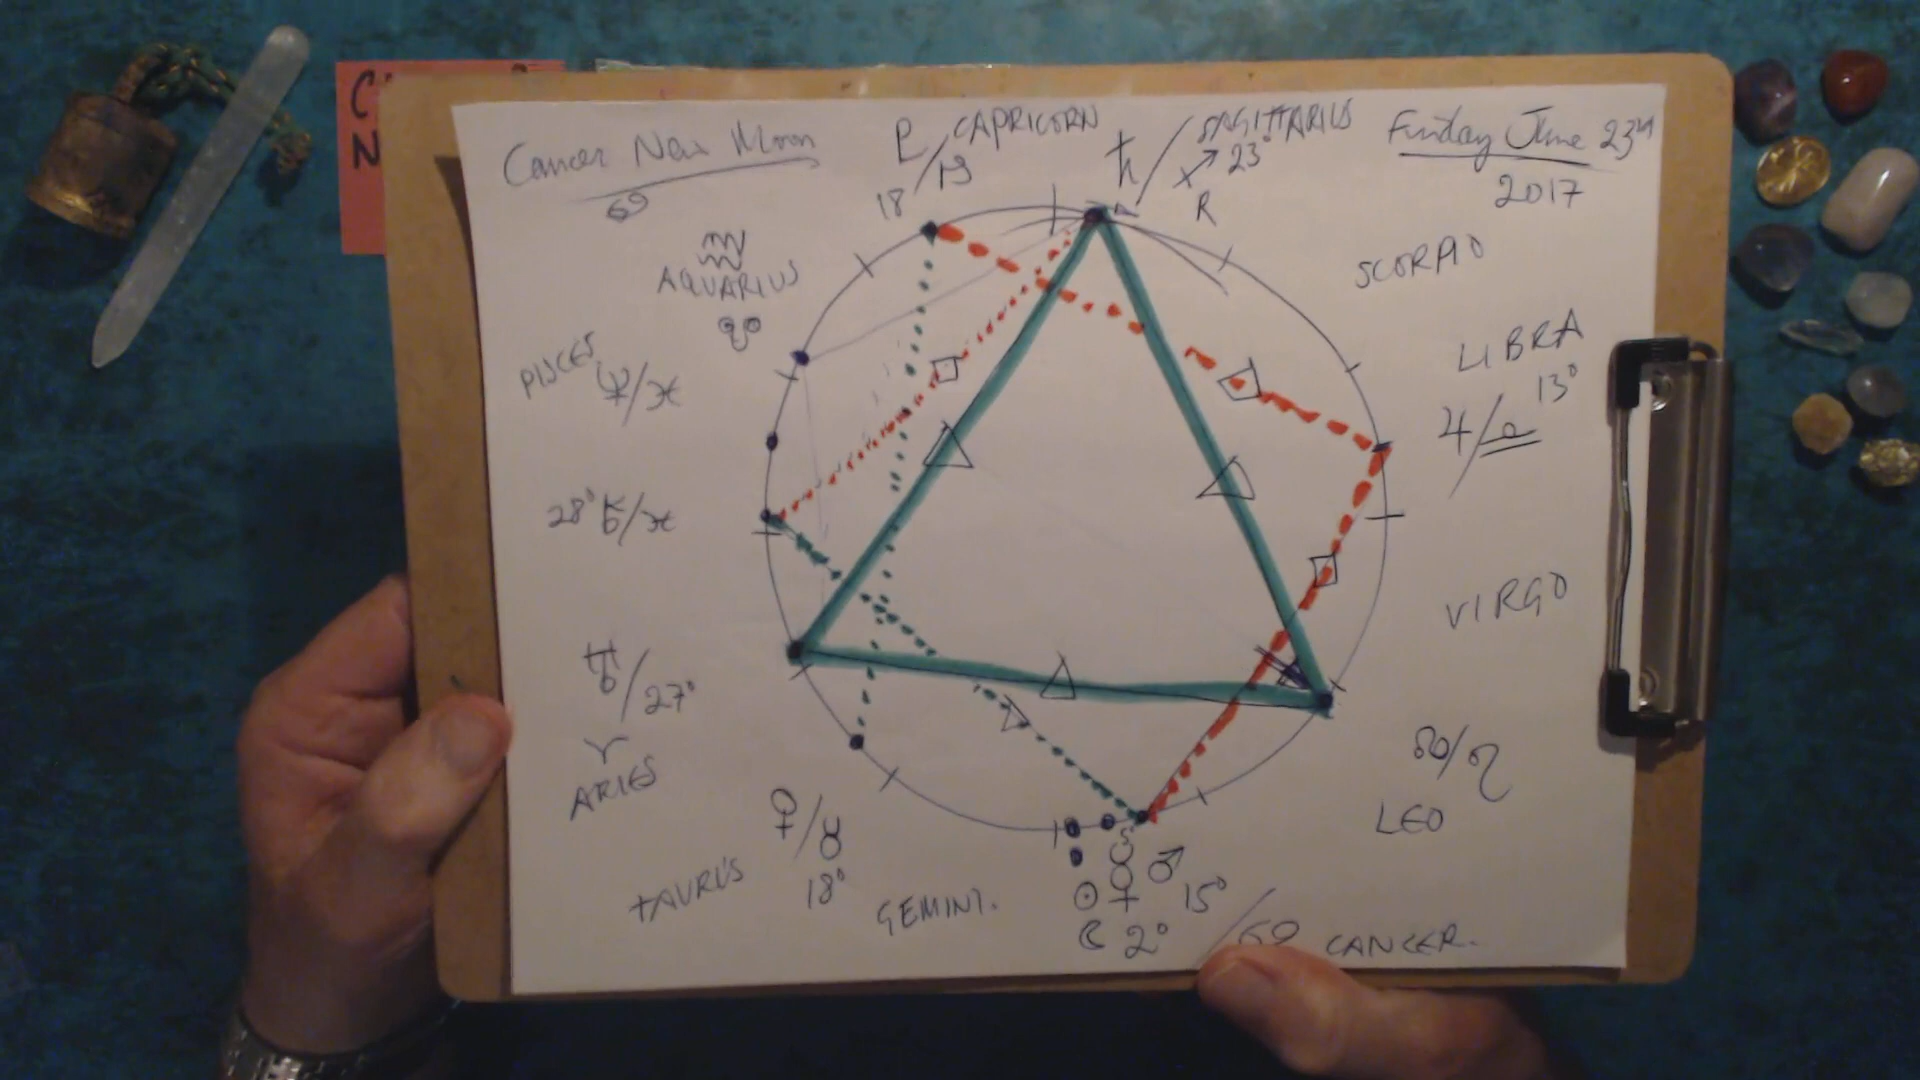 C
N
Cancer New Moon
♋
P/CAPRICORN
18/19
♄/SAGITTARIUS
♐ 23°
R
Friday June 23rd
2017
♒
AQUARIUS
SCORPIO
PISCES
♆/♓
LIBRA
13°
♃/♎
28° ⚷/♓
VIRGO
♅/27°
♈
ARIES
☊/♌
LEO
♀/♉
18°
TAURUS
GEMINI.
☉ ☿ ♂ 15°
☾ 2° /♋ CANCER.